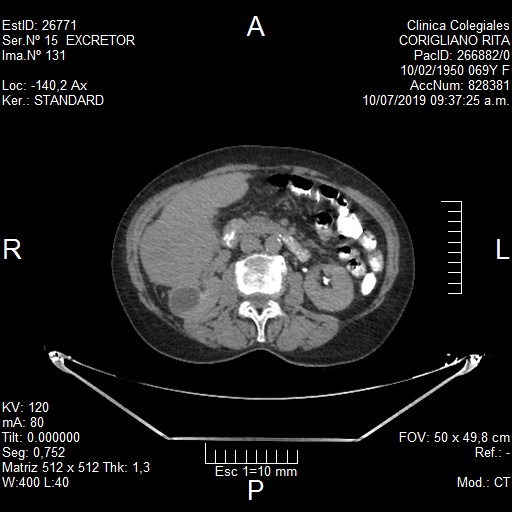 EstID: 26771
Ser.Nº 15 EXCRETOR
Ima.Nº 131
Loc: -140,2 Ax
Ker.: STANDARD
A
Clinica Colegiales
CORIGLIANO RITA
PacID: 266882/0
10/02/1950 069Y F
AccNum: 828381
10/07/2019 09:37:25 a.m.
R
L
KV: 120
mA: 80
Tilt: 0.000000
Seg: 0,752
Matriz 512 x 512 Thk: 1,3
W:400 L:40
Esc 1=10 mm
P
FOV: 50 x 49,8 cm
Ref.: -
Mod.: CT